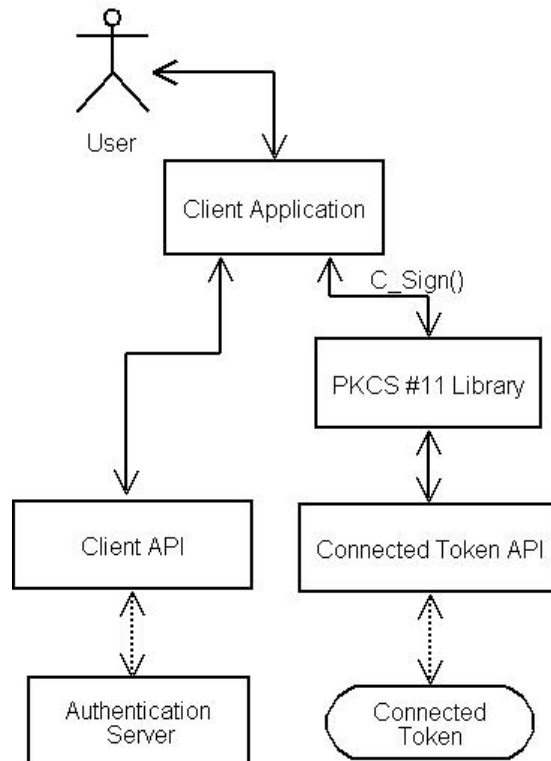 User
Client Application
C_Sign()
PKCS #11 Library
Client API
Connected Token API
Authentication
Server
Connected
Token